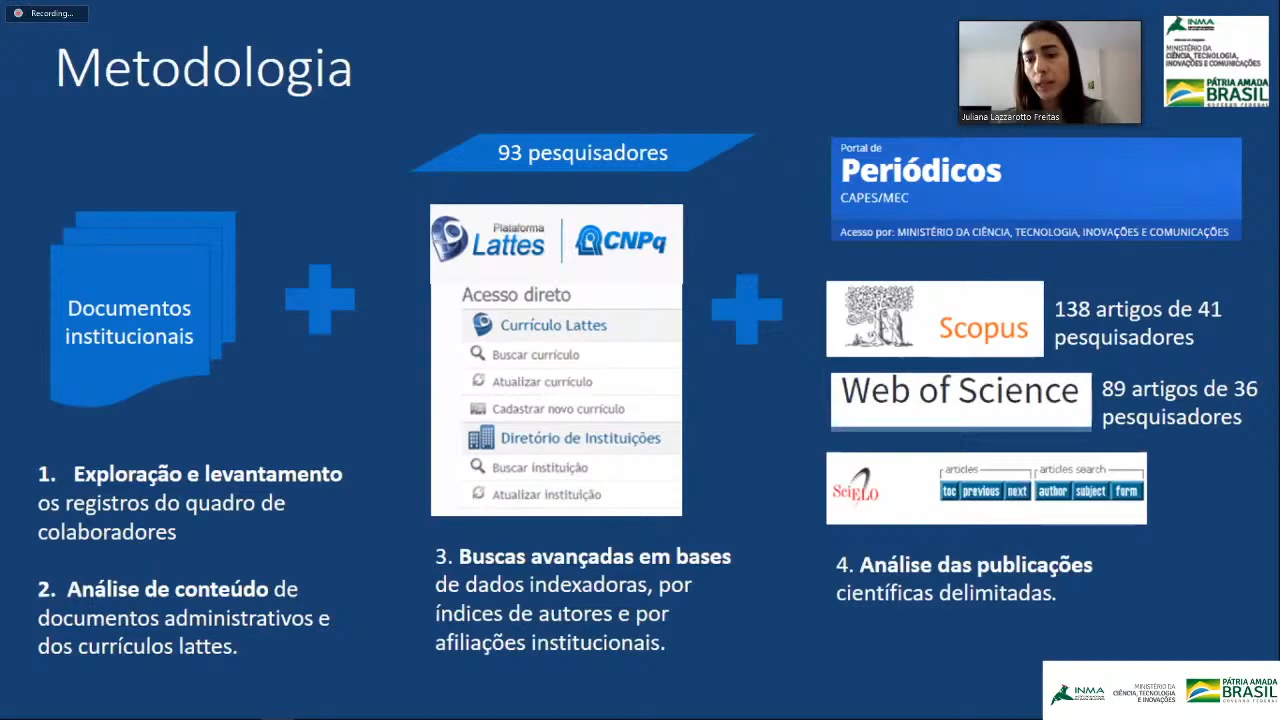 Recording...
Metodologia
Juliana Lazzarotto Freitas
INMA
MINISTÉRIO DA
CIÊNCIA, TECNOLOGIA,
INOVAÇÕES E COMUNICAÇÕES
PÁTRIA AMADA
BRASIL
GOVERNO FEDERAL
93 pesquisadores
Portal de
Periódicos
CAPES/MEC
Acesso por: MINISTÉRIO DA CIÊNCIA, TECNOLOGIA, INOVAÇÕES E COMUNICAÇÕES
Documentos
institucionais
Plataforma
Lattes
CNPq
Acesso direto
Currículo Lattes
Buscar currículo
Atualizar currículo
Cadastrar novo currículo
Diretório de Instituições
Buscar instituição
Atualizar instituição
Scopus
138 artigos de 41
pesquisadores
Web of Science
89 artigos de 36
pesquisadores
SciELO
articles
articles search
toc previous next author subject form
1. Exploração e levantamento
os registros do quadro de
colaboradores
2. Análise de conteúdo de
documentos administrativos e
dos currículos lattes.
3. Buscas avançadas em bases
de dados indexadoras, por
índices de autores e por
afiliações institucionais.
4. Análise das publicações
científicas delimitadas.
INMA
MINISTÉRIO DA
CIÊNCIA, TECNOLOGIA
E INOVAÇÕES
PÁTRIA AMADA
BRASIL
GOVERNO FEDERAL